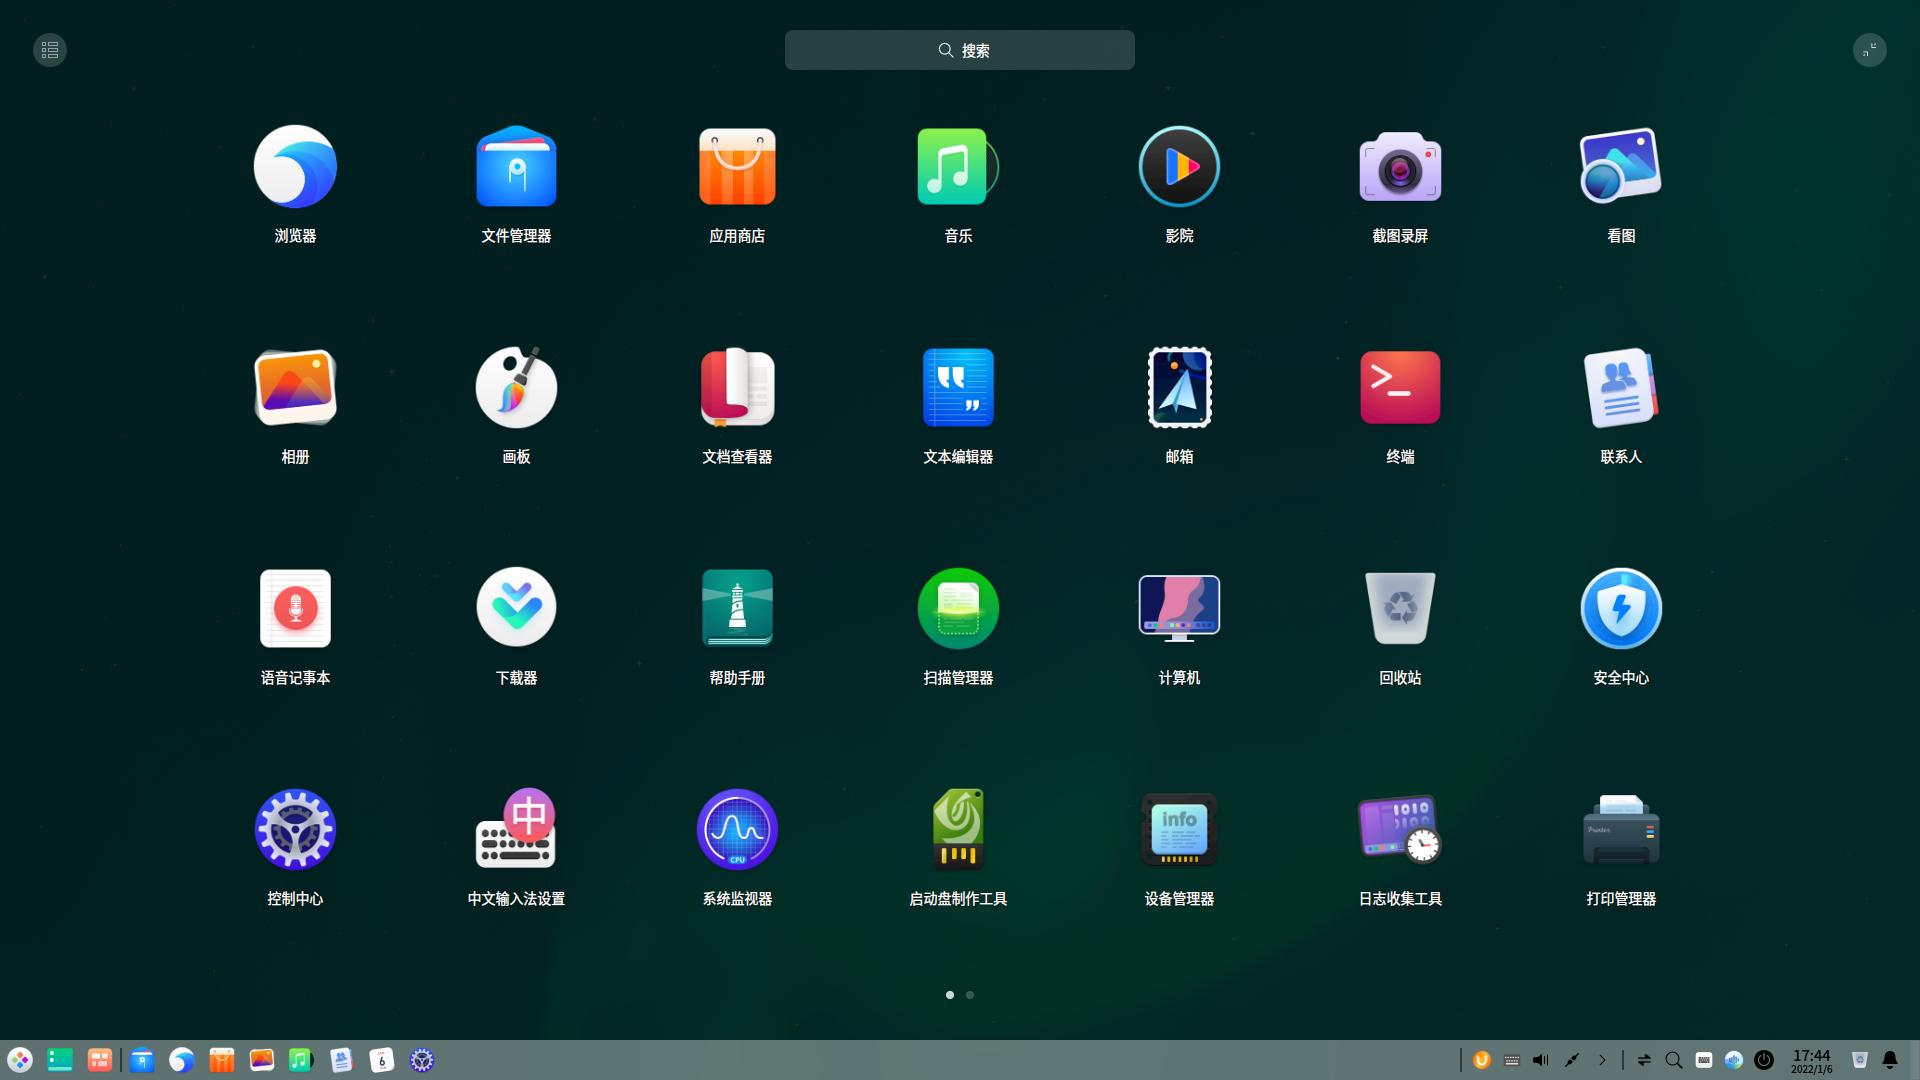 搜索
浏览器
文件管理器
应用商店
音乐
影院
截图录屏
看图
相册
画板
文档查看器
文本编辑器
邮箱
终端
联系人
语音记事本
下载器
帮助手册
扫描管理器
计算机
回收站
安全中心
中
CPU
info
1010
Printer
控制中心
中文输入法设置
系统监视器
启动盘制作工具
设备管理器
日志收集工具
打印管理器
6
17:44
2022/1/6